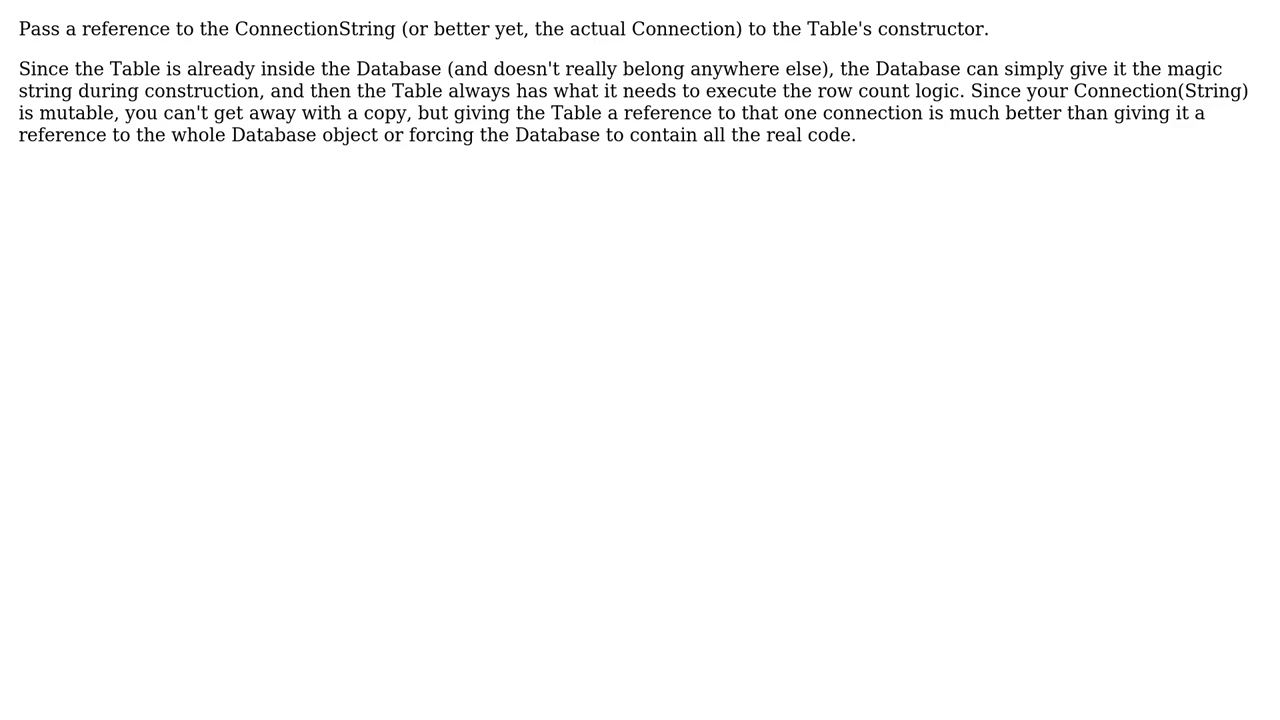 Pass a reference to the ConnectionString (or better yet, the actual Connection) to the Table's constructor.
Since the Table is already inside the Database (and doesn't really belong anywhere else), the Database can simply give it the magic
string during construction, and then the Table always has what it needs to execute the row count logic. Since your Connection(String)
is mutable, you can't get away with a copy, but giving the Table a reference to that one connection is much better than giving it a
reference to the whole Database object or forcing the Database to contain all the real code.